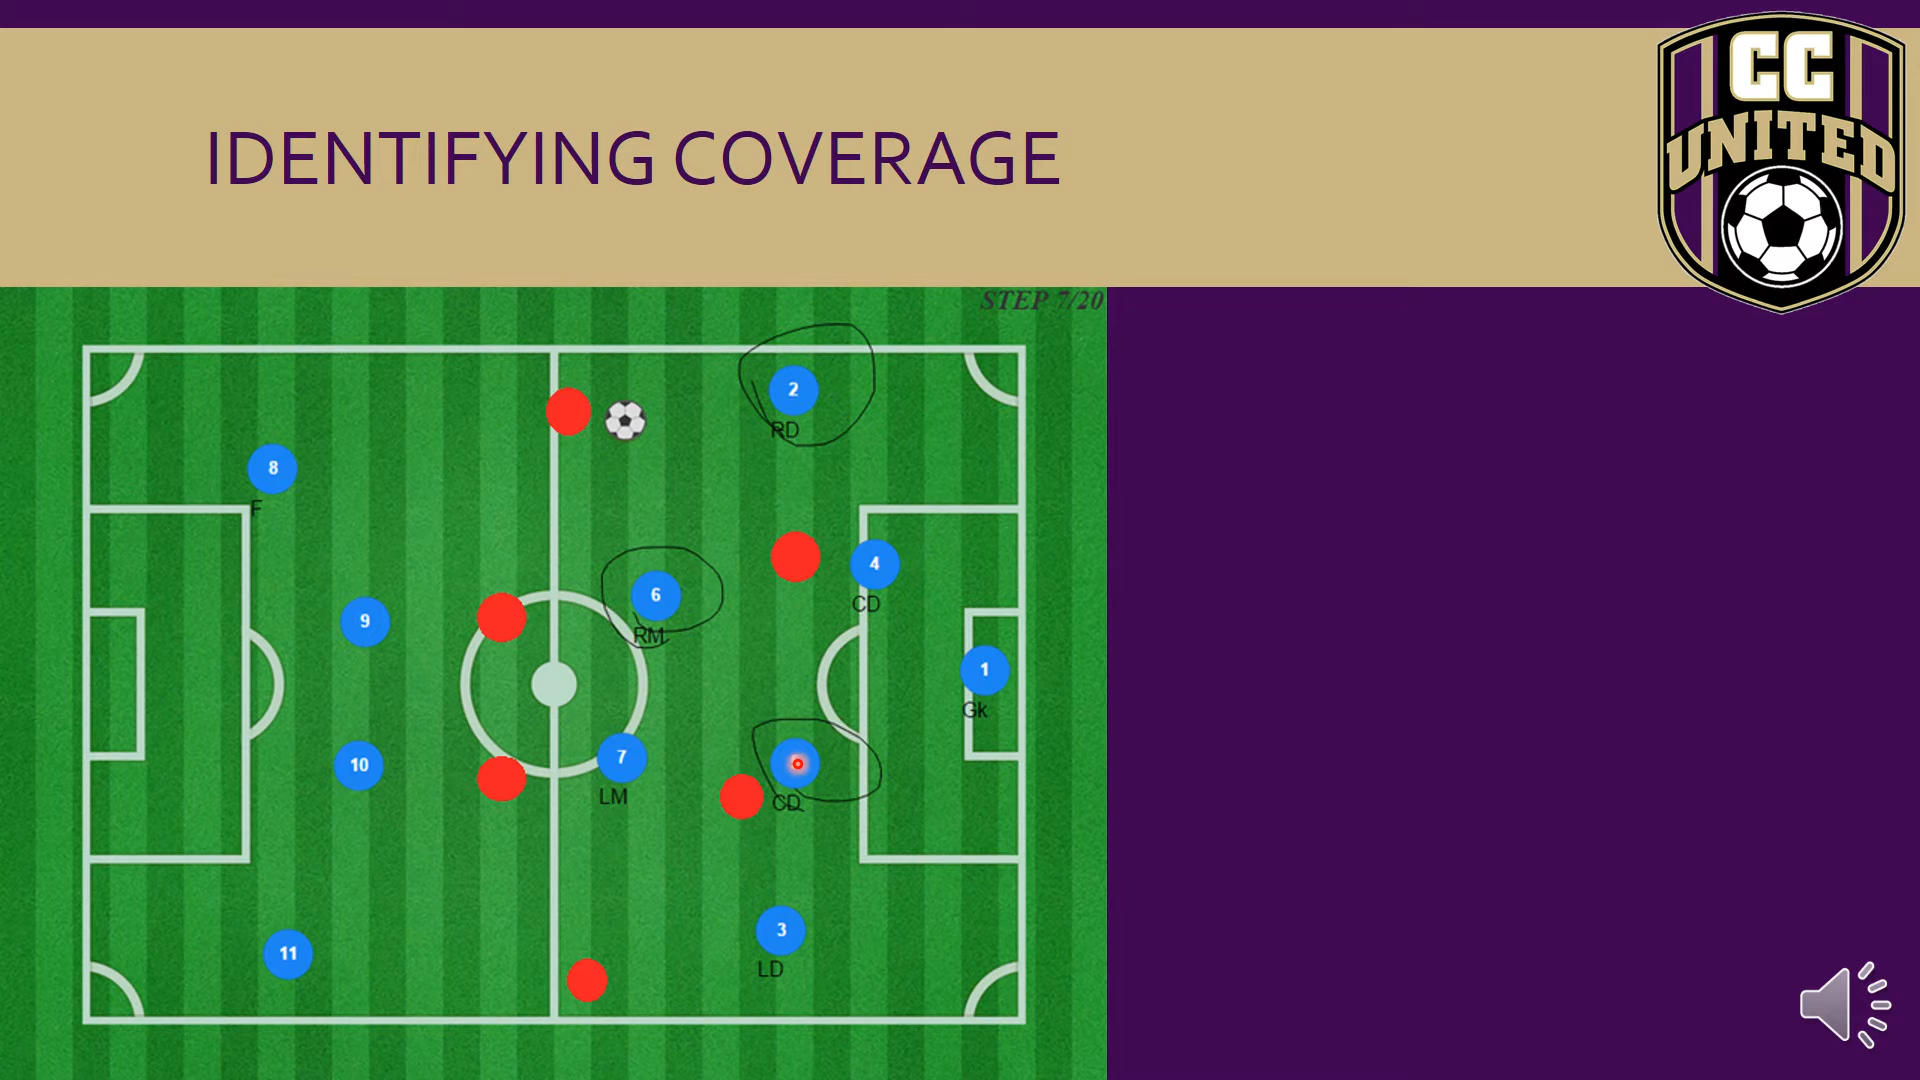 CC
UNITED
IDENTIFYING COVERAGE
STEP 7/20
2
RD
8
F
4
CD
6
RM
9
1
Gk
7
LM
10
CD
3
LD
11